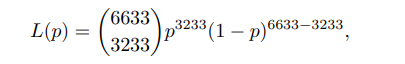 L(p) = \binom{6633}{3233} p^{3233}(1 − p)^{6633−3233},